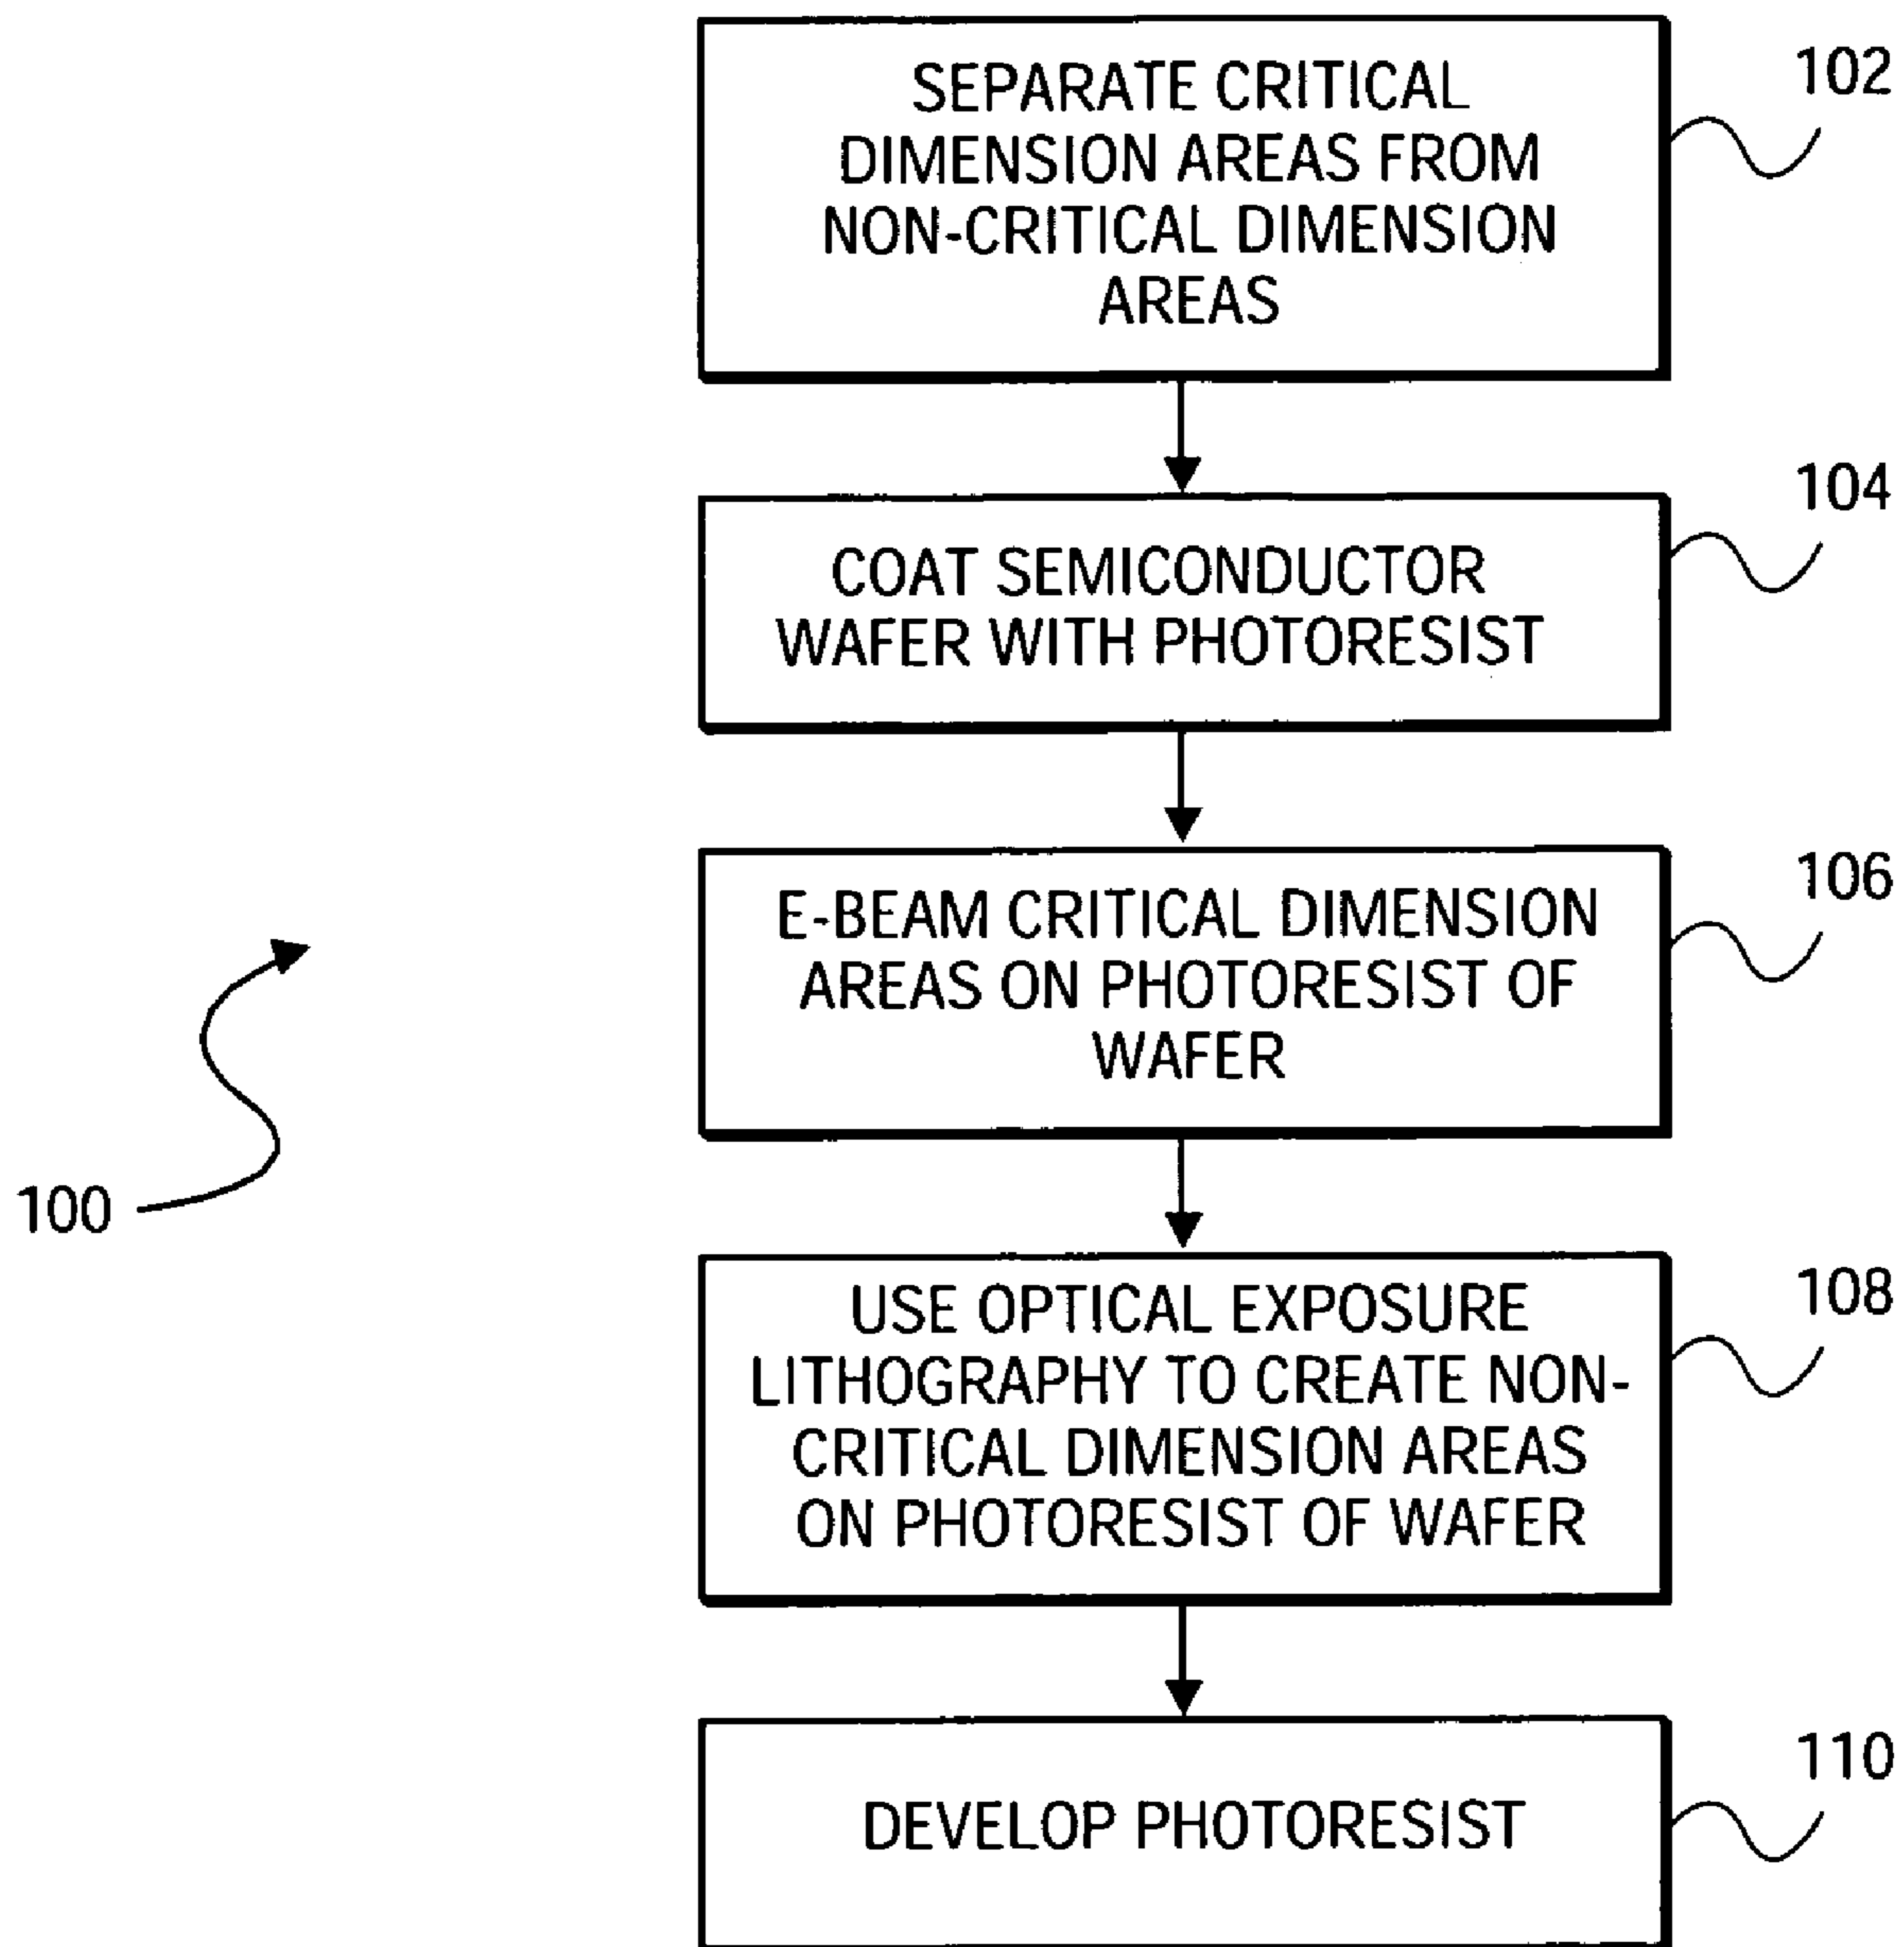 SEPARATE CRITICAL
DIMENSION AREAS FROM
NON-CRITICAL DIMENSION
AREAS
102
COAT SEMICONDUCTOR
WAFER WITH PHOTORESIST
104
E-BEAM CRITICAL DIMENSION
AREAS ON PHOTORESIST OF
WAFER
106
100
USE OPTICAL EXPOSURE
LITHOGRAPHY TO CREATE NON-
CRITICAL DIMENSION AREAS
ON PHOTORESIST OF WAFER
108
DEVELOP PHOTORESIST
110